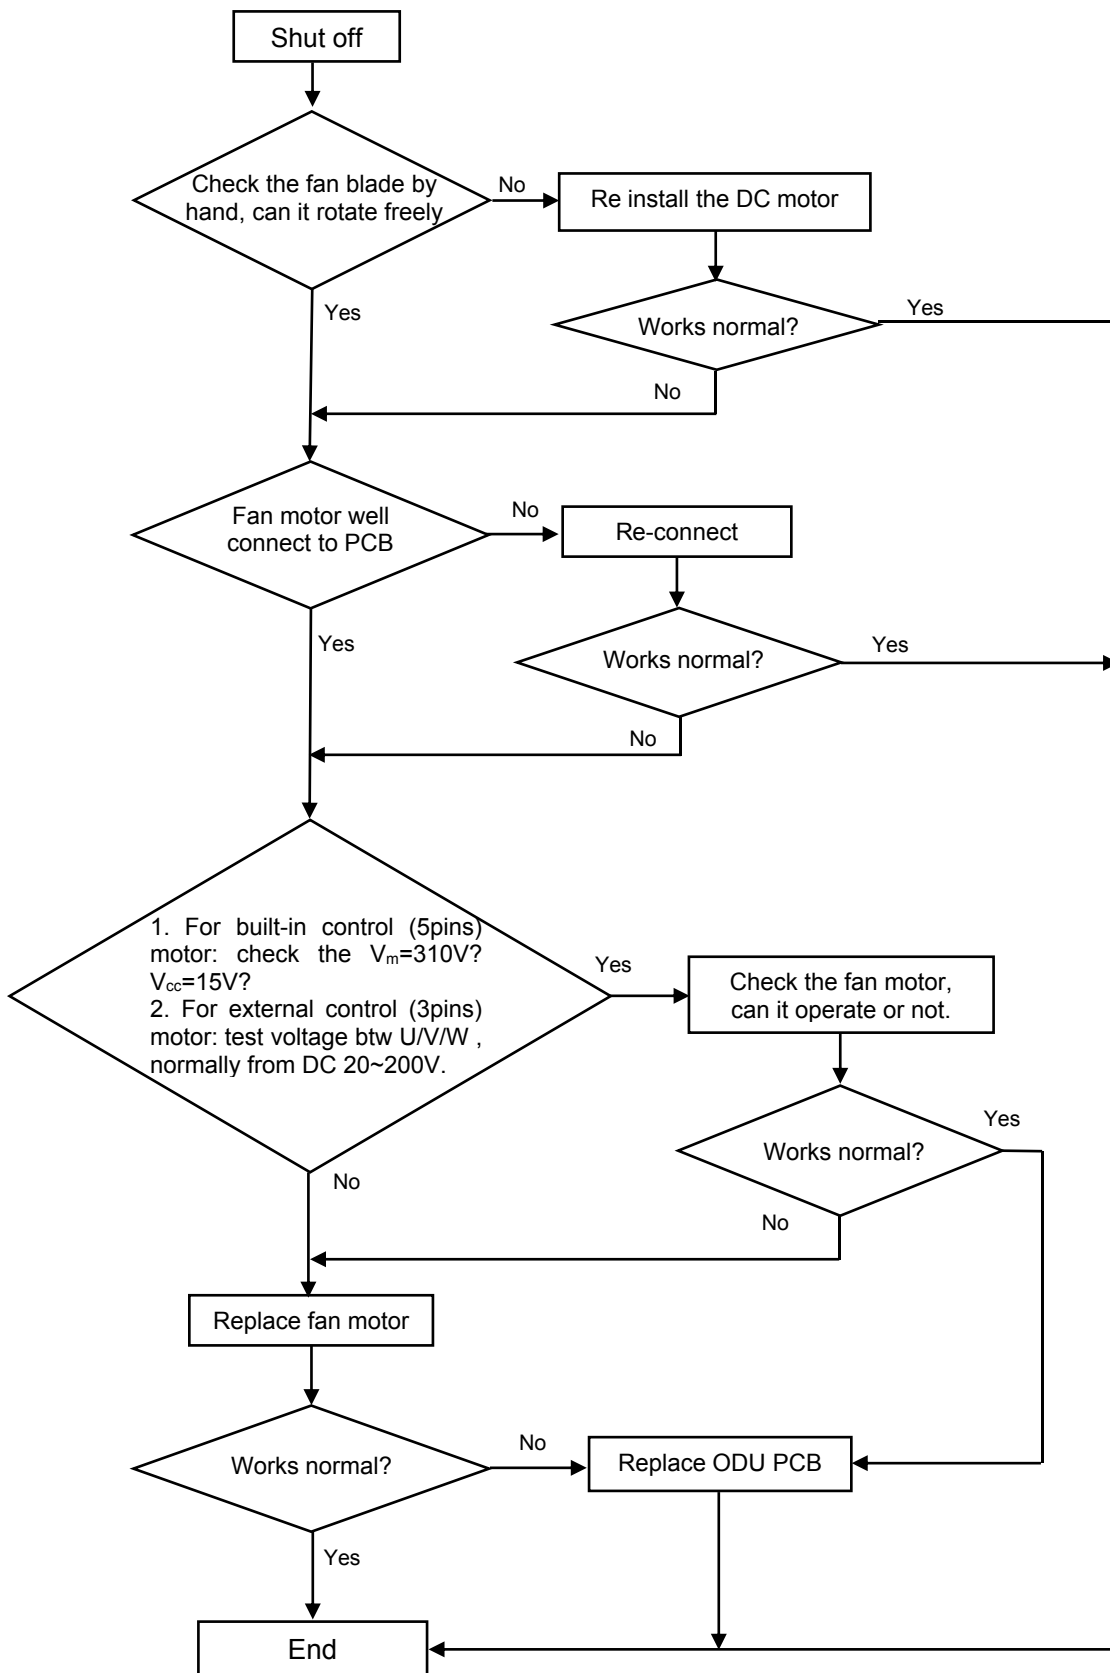 Shut off
Check the fan blade by
hand, can it rotate freely
No
Re install the DC motor
Yes
Works normal?
Yes
No
Fan motor well
connect to PCB
No
Re-connect
Yes
Works normal?
Yes
No
1. For built-in control (5pins)
motor: check the Vm=310V?
Vcc=15V?
2. For external control (3pins)
motor: test voltage btw U/V/W ,
normally from DC 20~200V.
Yes
Check the fan motor,
can it operate or not.
Works normal?
Yes
No
No
Replace fan motor
Works normal?
No
Replace ODU PCB
Yes
End